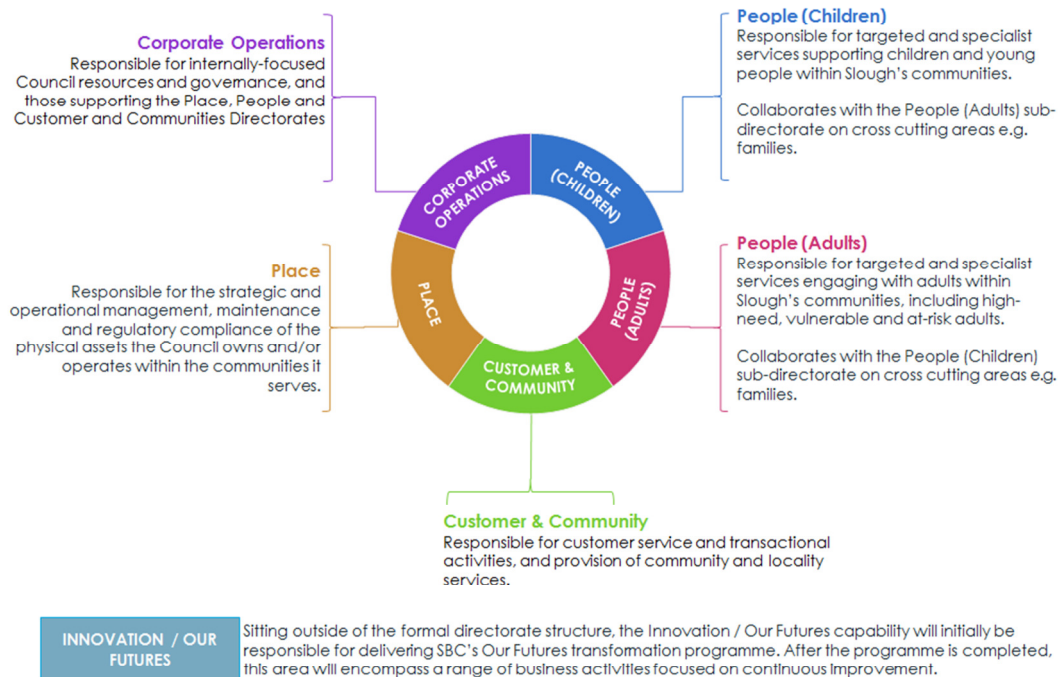 Corporate Operations
Responsible for internally-focused
Council resources and governance, and
those supporting the Place, People and
Customer and Communities Directorates
People (Children)
Responsible for targeted and specialist
services supporting children and young
people within Slough's communities.
Collaborates with the People (Adults) sub-
directorate on cross cutting areas e.g.
families.
CORPORATE
OPERATIONS
PEOPLE
(CHILDREN)
Place
Responsible for the strategic and
operational management, maintenance
and regulatory compliance of the
physical assets the Council owns and/or
operates within the communities it
serves.
PLACE
PEOPLE
(ADULTS)
People (Adults)
Responsible for targeted and specialist
services engaging with adults within
Slough's communities, including high-
need, vulnerable and at-risk adults.
Collaborates with the People (Children)
sub-directorate on cross cutting areas e.g.
families.
CUSTOMER &
COMMUNITY
Customer & Community
Responsible for customer service and transactional
activities, and provision of community and locality
services.
INNOVATION / OUR
FUTURES
Sitting outside of the formal directorate structure, the Innovation / Our Futures capability will initially be
responsible for delivering SBC's Our Futures transformation programme. After the programme is completed,
this area will encompass a range of business activities focused on continuous improvement.